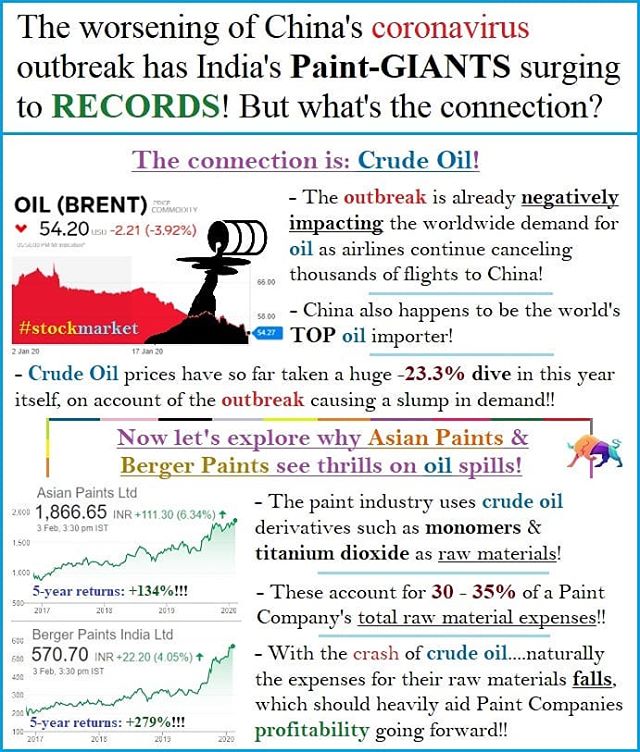 The worsening of China's coronavirus
outbreak has India's Paint-GIANTS surging
to RECORDS! But what's the connection?
The connection is: Crude Oil!
OIL (BRENT) PRICE
COMMODITY
54.20 USD -2.21 (-3.92%)
66.00
58.00
54.27
#stockmarket
2 Jan 20
17 Jan 20
- The outbreak is already negatively
impacting the worldwide demand for
oil as airlines continue canceling
thousands of flights to China!
- China also happens to be the world's
TOP oil importer!
- Crude Oil prices have so far taken a huge -23.3% dive in this year
itself, on account of the outbreak causing a slump in demand!!
Now let's explore why Asian Paints &
Berger Paints see thrills on oil spills!
Asian Paints Ltd
1,866.65 INR +111.30 (6.34%)
3 Feb, 3:30 pm IST
2,000
1,500
1,000
500
5-year returns: +134%!!!
2017 2018 2019 2020
Berger Paints India Ltd
570.70 INR +22.20 (4.05%)
3 Feb, 3:30 pm IST
600
400
300
200
100
5-year returns: +279%!!!
2017 2018 2019 2020
- The paint industry uses crude oil
derivatives such as monomers &
titanium dioxide as raw materials!
- These account for 30 - 35% of a Paint
Company's total raw material expenses!!
- With the crash of crude oil....naturally
the expenses for their raw materials falls,
which should heavily aid Paint Companies
profitability going forward!!